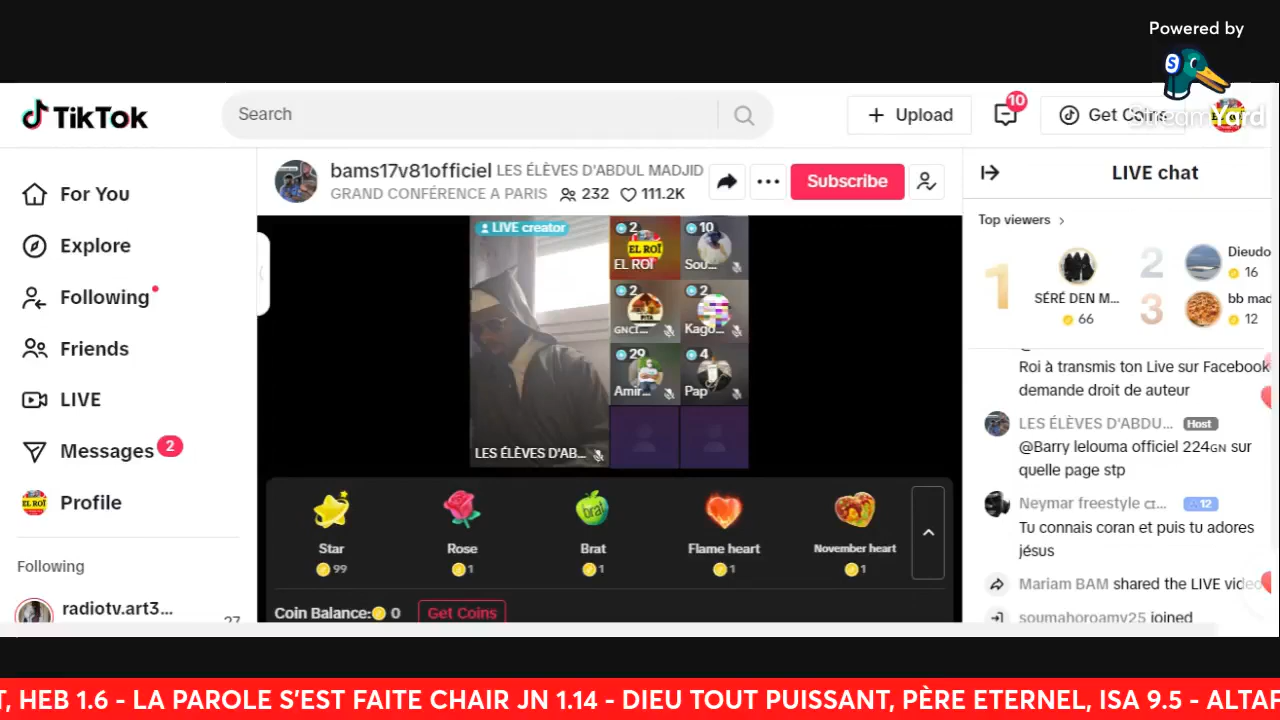 Powered by
S
StreamYard
TikTok
Search
Upload
10
Get Coins
For You
Explore
Following
Friends
LIVE
Messages 2
Profile
Following
radiotv.art3...
27
bams17v81officiel LES ÉLÈVES D'ABDUL MADJID
GRAND CONFÉRENCE A PARIS 232 111.2K
Subscribe
LIVE creator
LES ÉLÈVES D'AB...
2
EL ROÏ
EL ROÏ
10
Sou...
2
GNCI...
2
Kago...
29
Amir...
4
Pap
Star
99
Rose
1
Brat
1
Flame heart
1
November heart
1
Coin Balance: 0 Get Coins
LIVE chat
Top viewers
1
SÉRÉ DEN M...
66
2
Dieudo
16
3
bb mad
12
Roi à transmis ton Live sur Facebook
demande droit de auteur
LES ÉLÈVES D'ABDU... Host
@Barry lelouma officiel 224GN sur
quelle page stp
Neymar freestyle 12
Tu connais coran et puis tu adores
jésus
Mariam BAM shared the LIVE video
soumahoroamy25 joined
T, HEB 1.6 - LA PAROLE S'EST FAITE CHAIR JN 1.14 - DIEU TOUT PUISSANT, PÈRE ETERNEL, ISA 9.5 - ALTAF